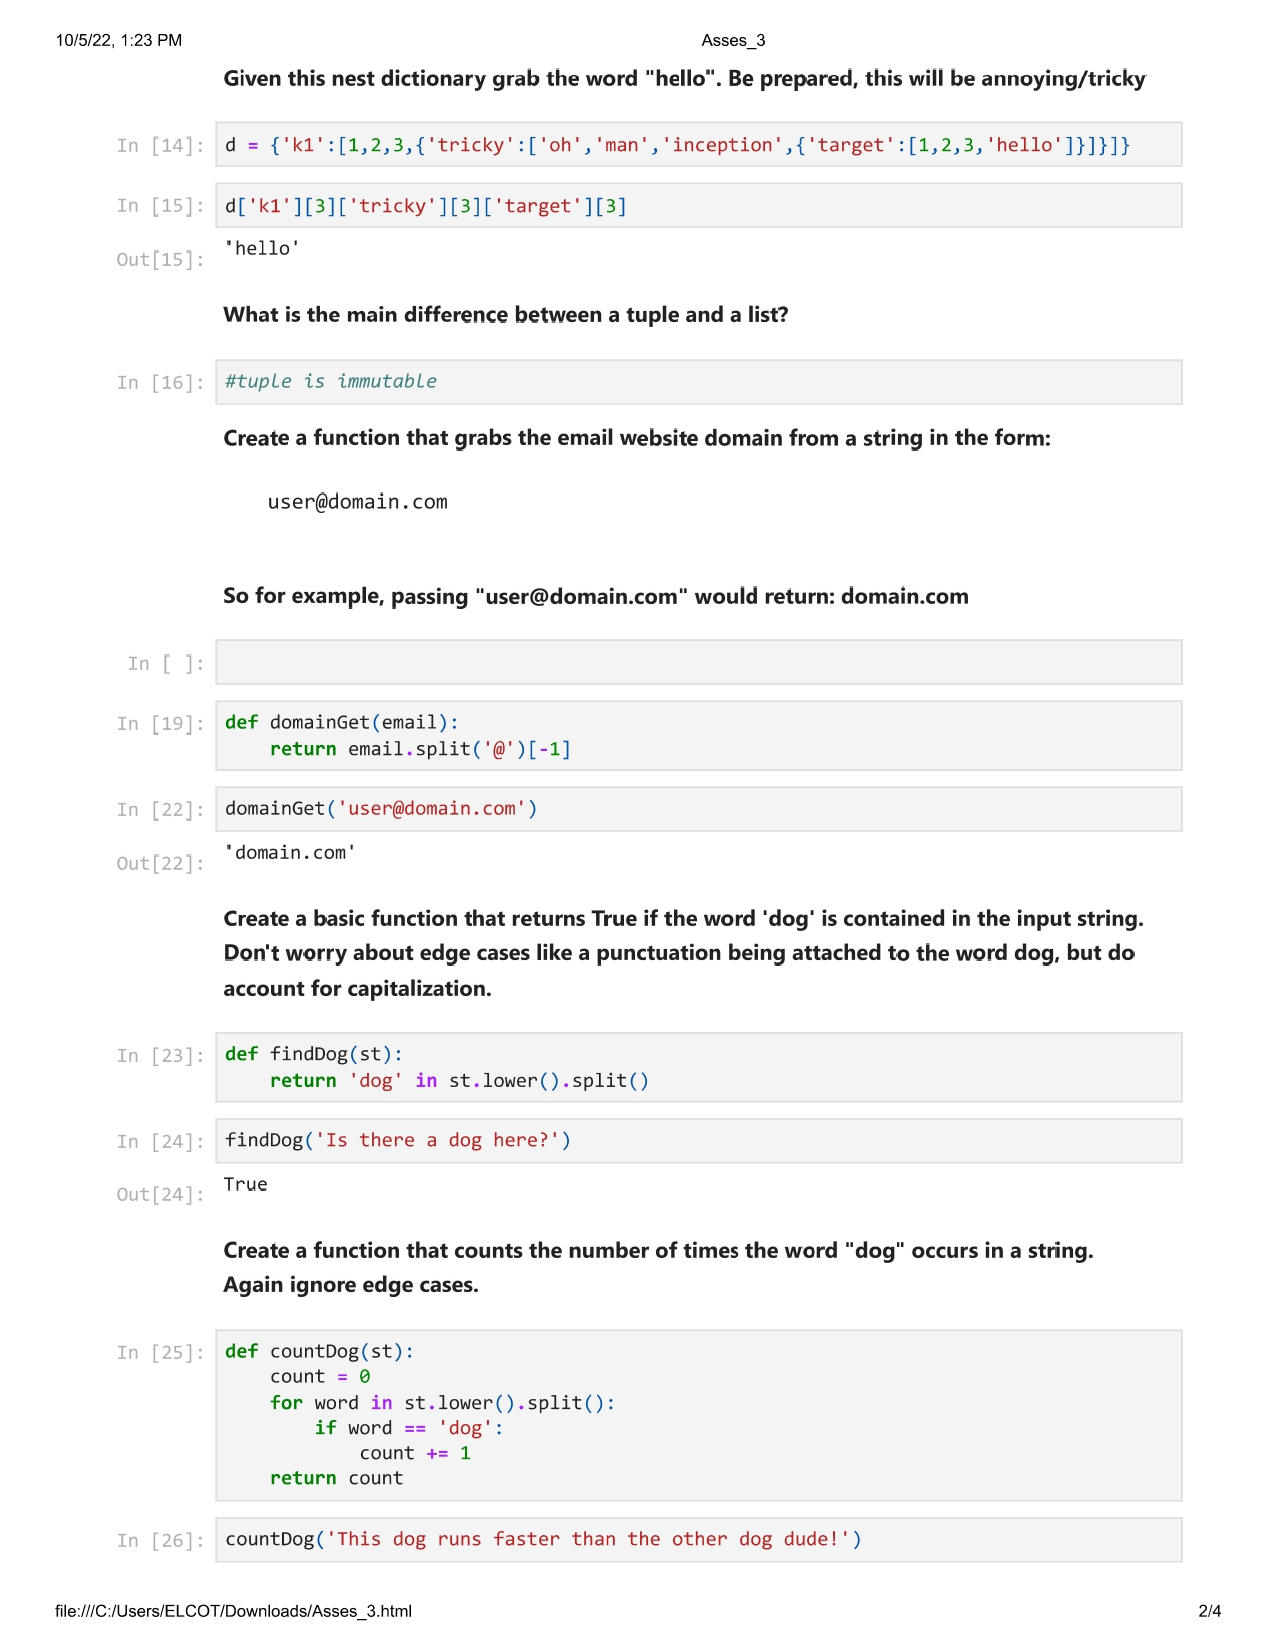 10/5/22, 1:23 PM Asses_3
Given this nest dictionary grab the word "hello". Be prepared, this will be annoying/tricky
In [14]: d = {'k1':[1,2,3,{'tricky':['oh','man','inception',{'target':[1,2,3,'hello']}]}]}
In [15]: d['k1'][3]['tricky'][3]['target'][3]
Out[15]: 'hello'
What is the main difference between a tuple and a list?
In [16]: #tuple is immutable
Create a function that grabs the email website domain from a string in the form:
user@domain.com
So for example, passing "user@domain.com" would return: domain.com
In [ ]:
In [19]: def domainGet(email):
    return email.split('@')[-1]
In [22]: domainGet('user@domain.com')
Out[22]: 'domain.com'
Create a basic function that returns True if the word 'dog' is contained in the input string.
Don't worry about edge cases like a punctuation being attached to the word dog, but do
account for capitalization.
In [23]: def findDog(st):
    return 'dog' in st.lower().split()
In [24]: findDog('Is there a dog here?')
Out[24]: True
Create a function that counts the number of times the word "dog" occurs in a string.
Again ignore edge cases.
In [25]: def countDog(st):
    count = 0
    for word in st.lower().split():
        if word == 'dog':
            count += 1
    return count
In [26]: countDog('This dog runs faster than the other dog dude!')
file:///C:/Users/ELCOT/Downloads/Asses_3.html 2/4